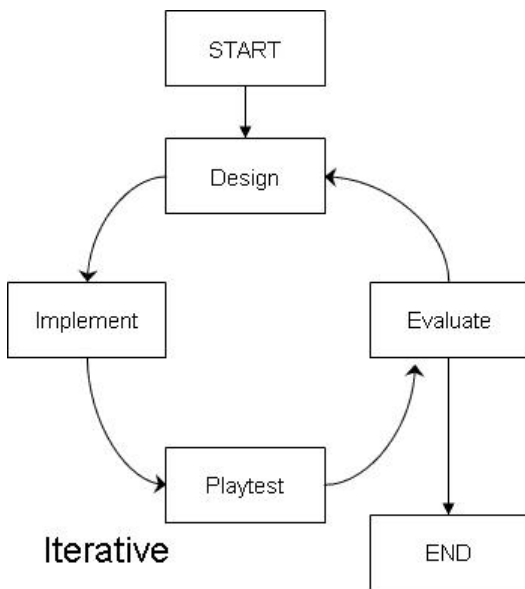 START
Design
Implement
Evaluate
Playtest
Iterative
END